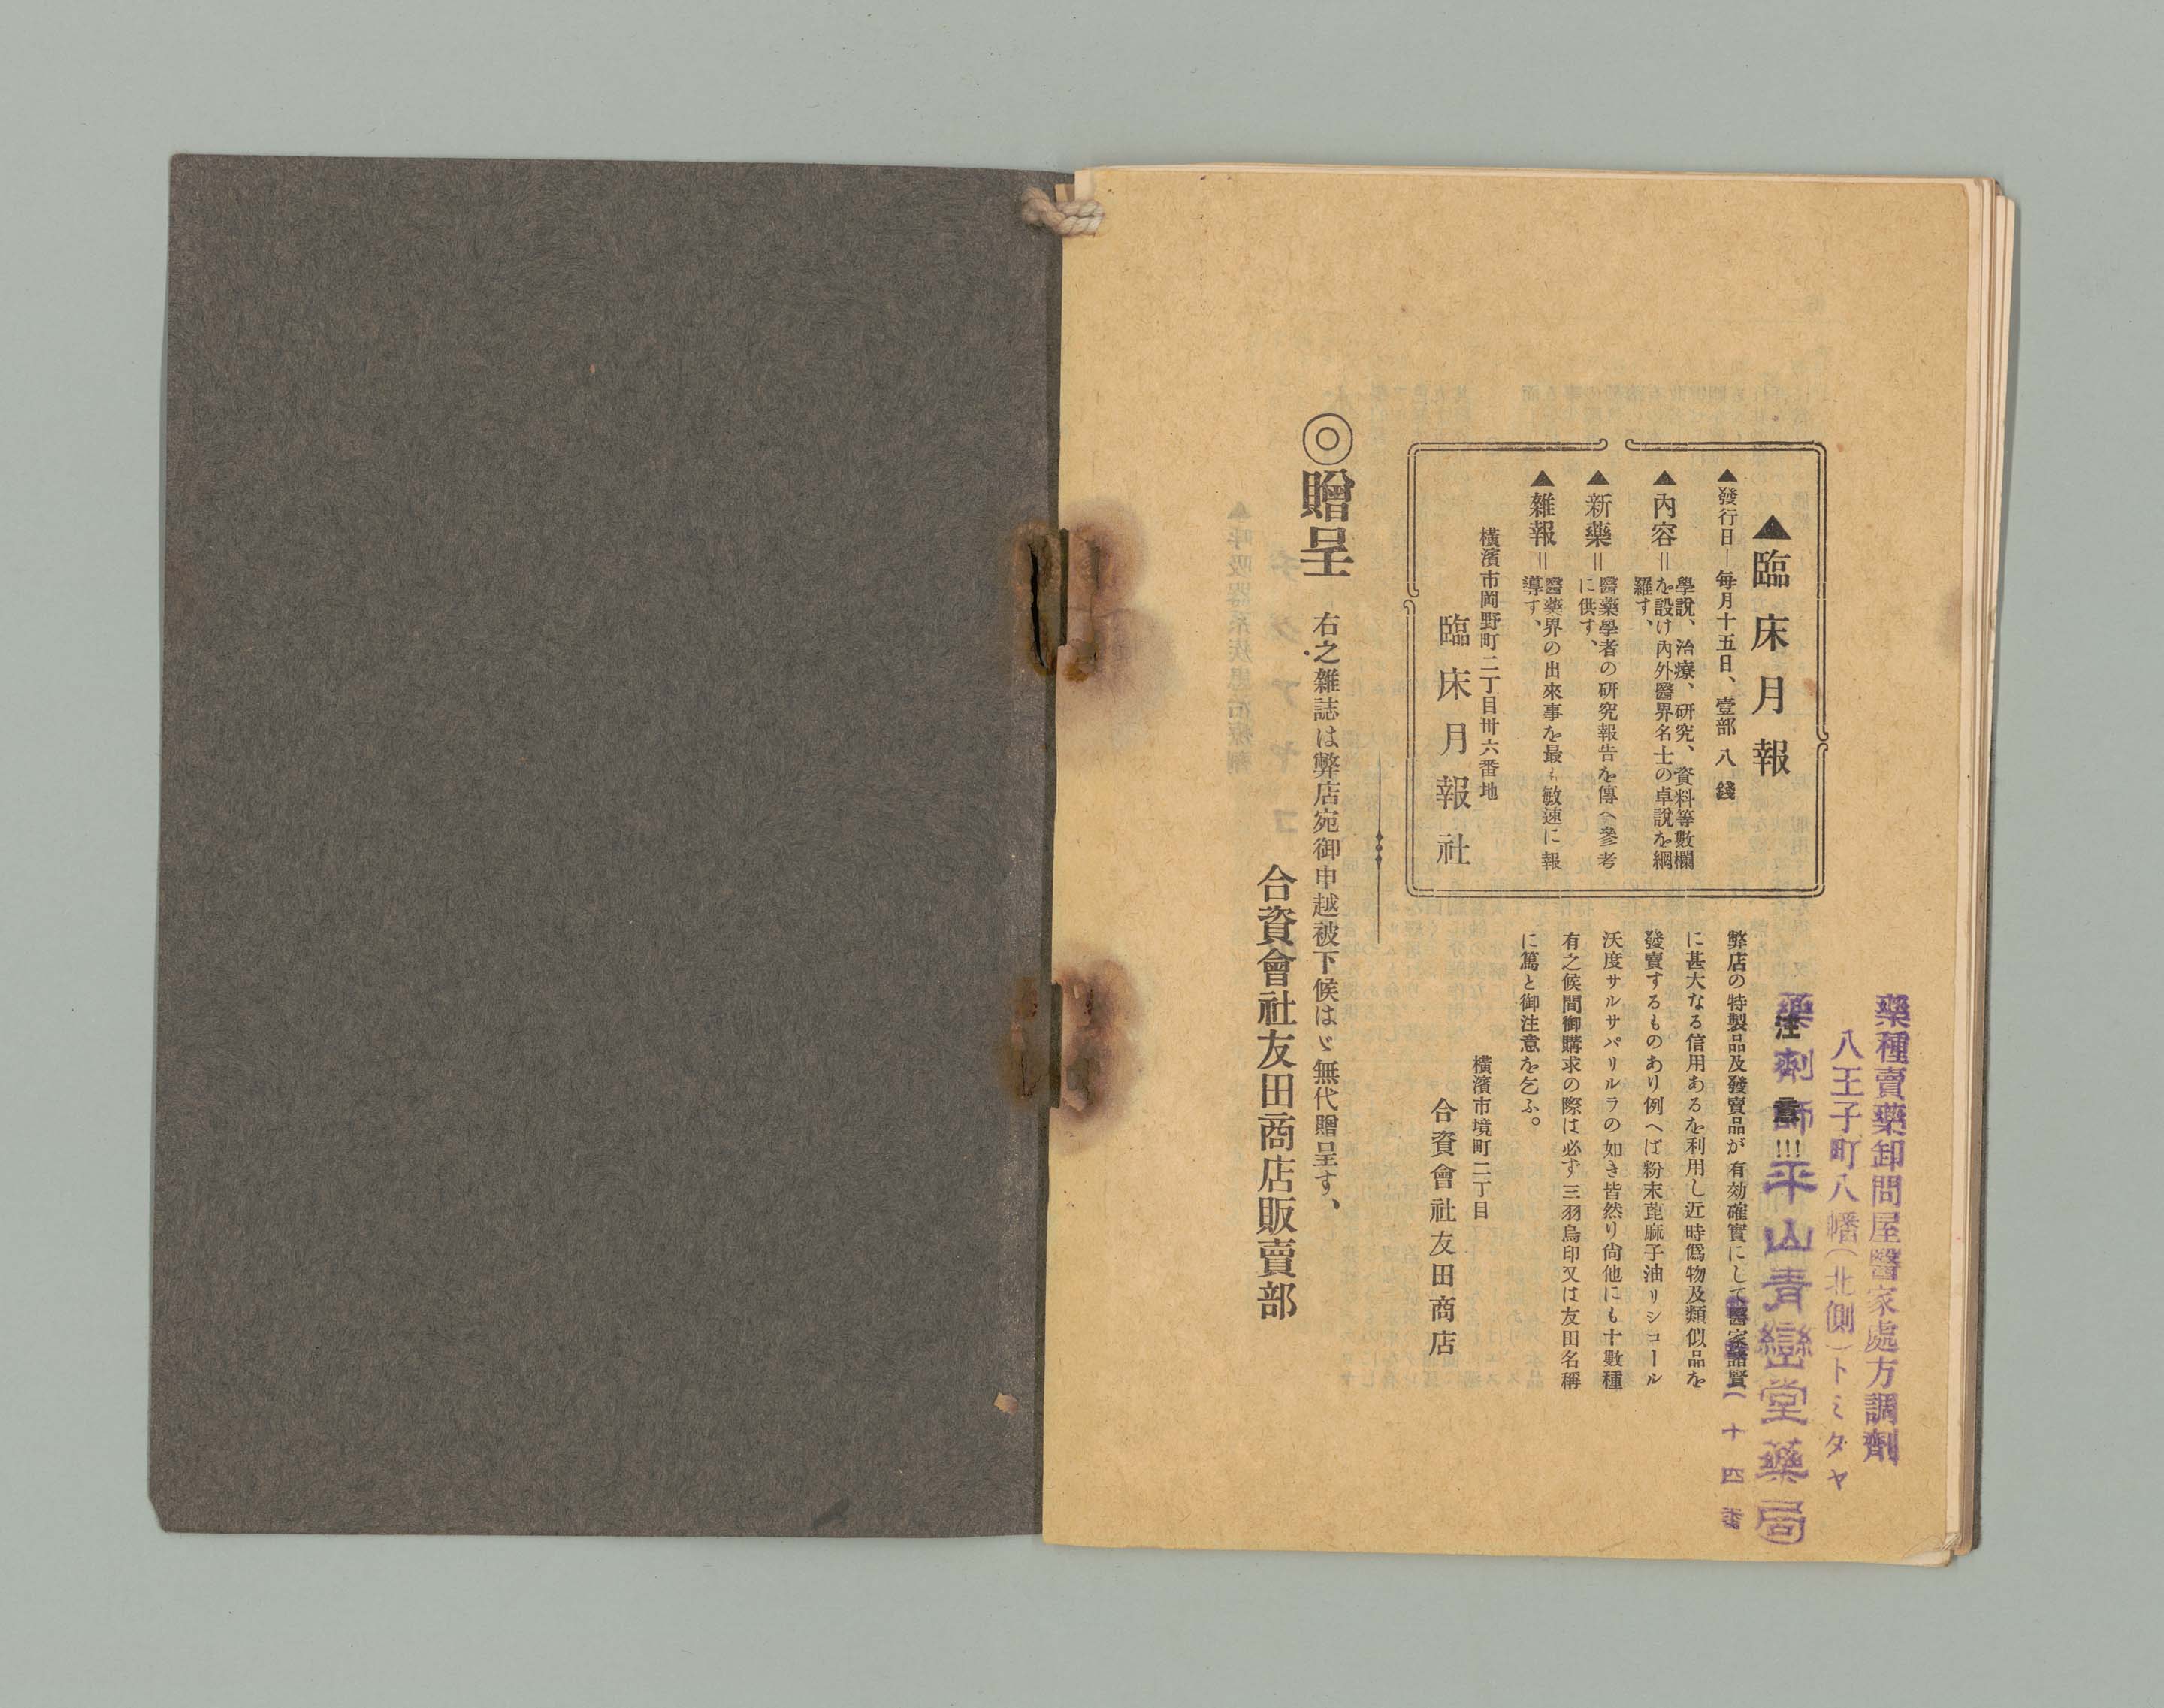 藥種賣藥卸問屋醫家處方調劑
八王子町八幡(北側)トミダヤ
藥劑師平山青巒堂藥局
十四番
▲臨床月報
▲發行日―毎月十五日、壹部 八錢
▲內容=學說、治療、研究、資料等數欄
を設け內外醫界名士の卓說を網
羅す、
▲新藥=醫藥學者の研究報告を傳へ參考
に供す、
▲雜報=醫藥界の出來事を最も敏速に報
導す、
橫濱市岡野町二丁目卅六番地
臨床月報社
注意!!!
弊店の特製品及發賣品が有効確實にして醫家諸賢
に甚大なる信用あるを利用し近時僞物及類似品を
發賣するものあり例へば粉末萞麻子油リシコール
沃度サルサパリルラの如き皆然り尙他にも十數種
有之候間御購求の際は必ず三羽烏印又は友田名稱
に篤と御注意を乞ふ。
橫濱市境町二丁目
合資會社友田商店
◎贈呈 右之雜誌は弊店宛御申越被下候はゞ無代贈呈す、
合資會社友田商店販賣部